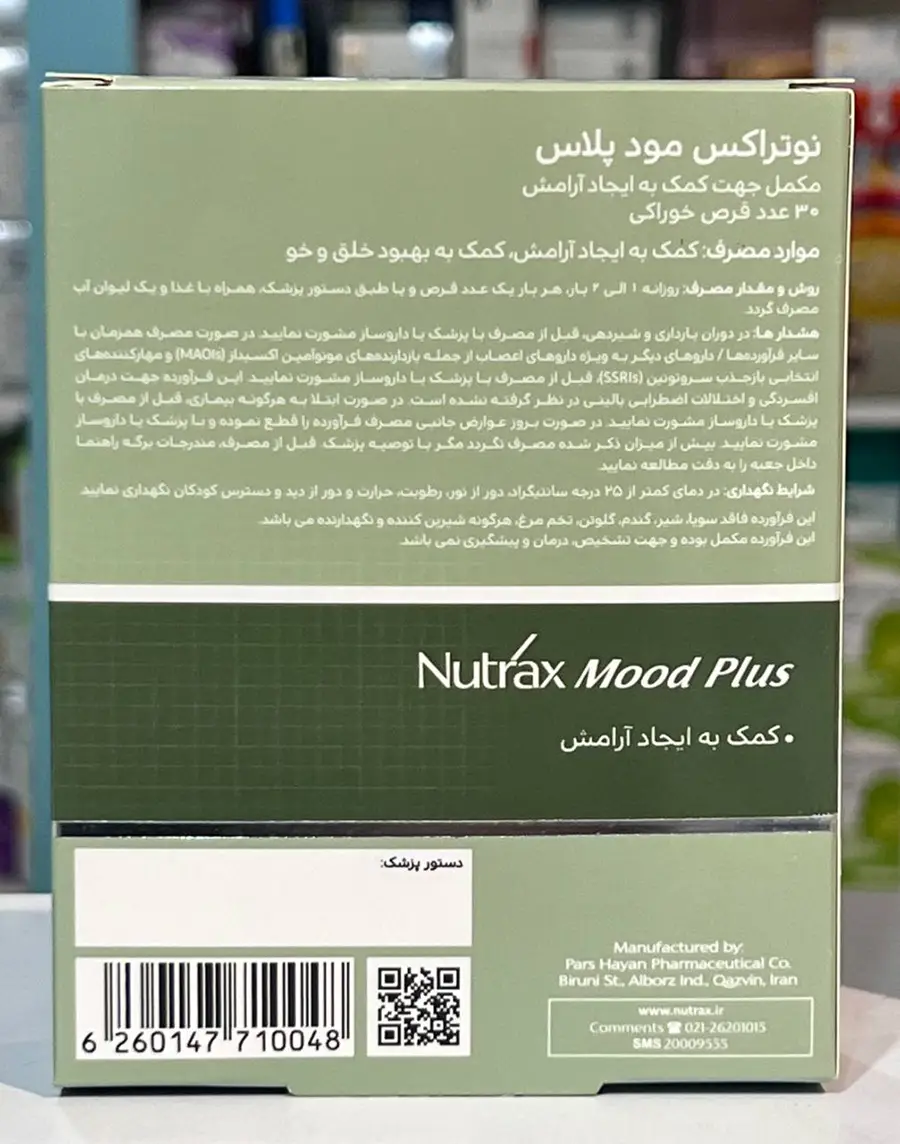 نوتراکس مود پلاس
مکمل جهت کمک به ایجاد آرامش
۳۰ عدد قرص خوراکی
موارد مصرف: کمک به ایجاد آرامش، کمک به بهبود خلق و خو
روش و مقدار مصرف: روزانه ۱ الی ۲ بار، هر بار یک عدد قرص و یا طبق دستور پزشک، همراه با غذا و یک لیوان آب
مصرف گردد.
هشدار ها: در دوران بارداری و شیردهی، قبل از مصرف با پزشک یا داروساز مشورت نمایید. در صورت مصرف همزمان با
سایر فرآورده‌ها / داروهای دیگر به ویژه داروهای اعصاب از جمله بازدارنده‌های مونوآمین اکسیداز (MAOIs) و مهارکننده‌های
انتخابی بازجذب سروتونین (SSRIs)، قبل از مصرف با پزشک یا داروساز مشورت نمایید. این فرآورده جهت درمان
افسردگی و اختلالات اضطرابی بالینی در نظر گرفته نشده است. در صورت ابتلا به هرگونه بیماری، قبل از مصرف با
پزشک یا داروساز مشورت نمایید. در صورت بروز عوارض جانبی مصرف فرآورده را قطع نموده و با پزشک یا داروساز
مشورت نمایید. بیش از میزان ذکر شده مصرف نگردد مگر با توصیه پزشک. قبل از مصرف، مندرجات برگه راهنما
داخل جعبه را به دقت مطالعه نمایید.
شرایط نگهداری: در دمای کمتر از ۲۵ درجه سانتیگراد، دور از نور، رطوبت، حرارت و دور از دید و دسترس کودکان نگهداری نمایید.
این فرآورده فاقد سویا، شیر، گندم، گلوتن، تخم مرغ، هرگونه شیرین کننده و نگهدارنده می باشد.
این فرآورده مکمل بوده و جهت تشخیص، درمان و پیشگیری نمی باشد.
Nutrax Mood Plus
• کمک به ایجاد آرامش
دستور پزشک:
6 260147 710048
Manufactured by:
Pars Hayan Pharmaceutical Co.
Biruni St., Alborz Ind., Qazvin, Iran
www.nutrax.ir
Comments ☎ 021-26201015
SMS 20009555